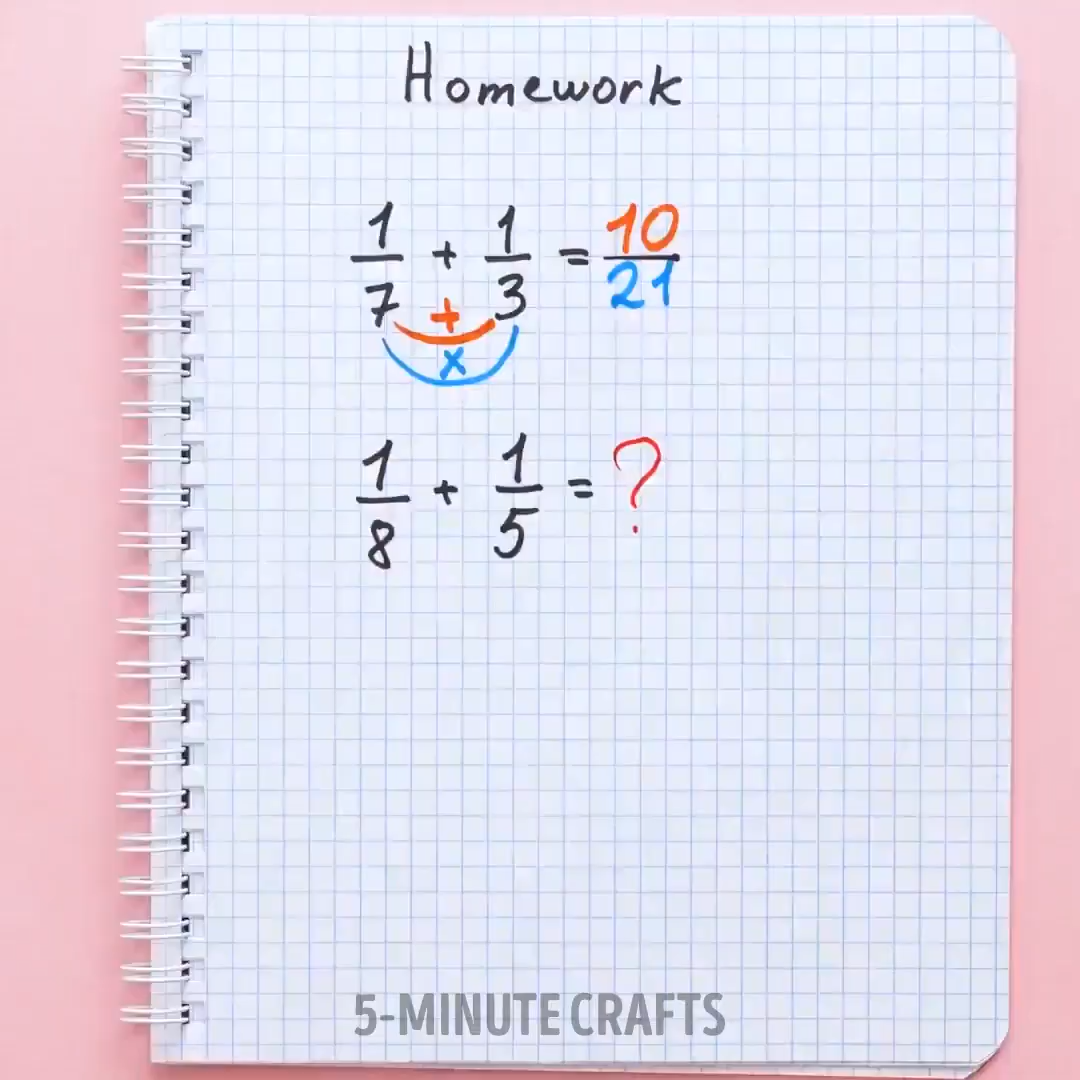 Homework
1/7 + 1/3 = 10/21
+
x
1/8 + 1/5 = ?
5-MINUTE CRAFTS